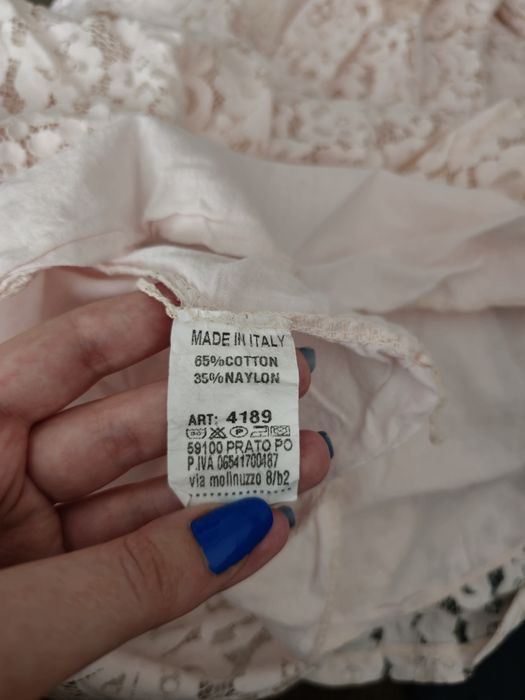 MADE IN ITALY
65%COTTON
35%NAYLON
ART: 4189
59100 PRATO PO
P.IVA 06541700487
via molinuzzo 8/b2